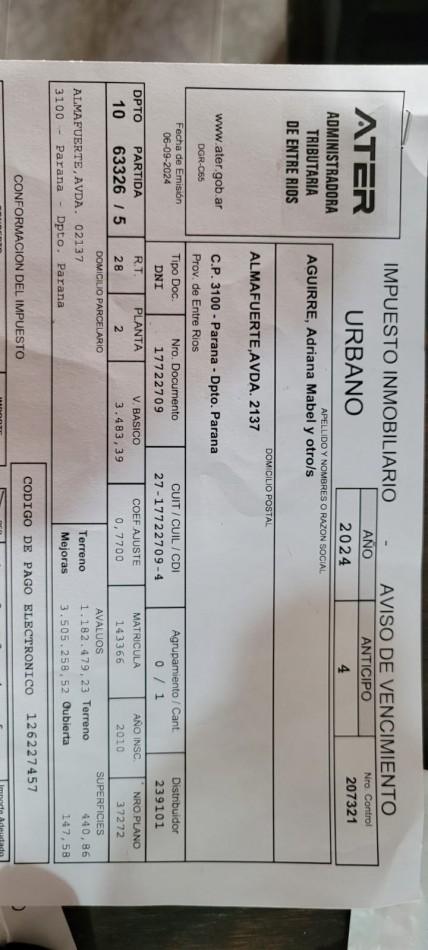 ATER
ADMINISTRADORA
TRIBUTARIA
DE ENTRE RIOS
www.ater.gob.ar
DGR-C65
Fecha de Emisión
06-09-2024
IMPUESTO INMOBILIARIO - AVISO DE VENCIMIENTO
URBANO
AÑO ANTICIPO Nro. Control
2024 4 207321
APELLIDO Y NOMBRES O RAZON SOCIAL
AGUIRRE, Adriana Mabel y otro/s
DOMICILIO POSTAL
ALMAFUERTE,AVDA. 2137
C.P. 3100 - Parana - Dpto. Parana
Prov. de Entre Rios
Tipo Doc. Nro. Documento CUIT / CUIL / CDI Agrupamiento / Cant. Distribuidor
DNI 17722709 27-17722709-4 0 / 1 239101
DPTO PARTIDA R.T. PLANTA V. BASICO COEF.AJUSTE MATRICULA AÑO INSC. NRO.PLANO
10 63326 / 5 28 2 3.483,39 0,7700 143366 2010 37272
DOMICILIO PARCELARIO AVALUOS SUPERFICIES
ALMAFUERTE,AVDA. 02137 Terreno 1.182.479,23 Terreno 440,86
3100 - Parana - Dpto. Parana Mejoras 3.505.258,52 Cubierta 147,58
CONFORMACION DEL IMPUESTO
CODIGO DE PAGO ELECTRONICO 126227457